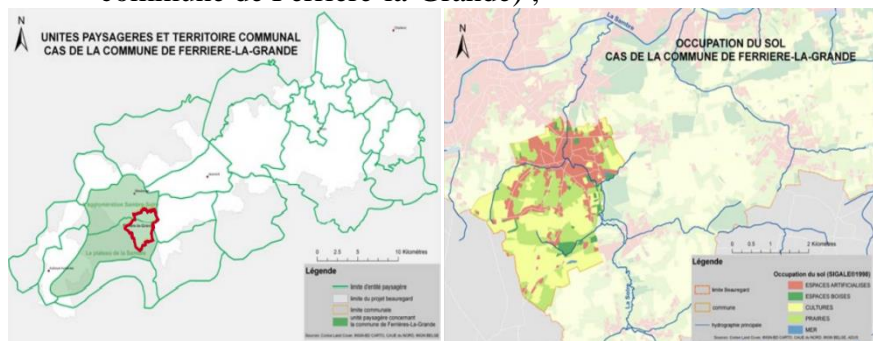 commune de Ferrière-la-Grande) ;
N
UNITES PAYSAGERES ET TERRITOIRE COMMUNAL
CAS DE LA COMMUNE DE FERRIERE-LA-GRANDE
0 2.5 5 10 Kilomètres
Légende
limite d'entité paysagère
limite du projet beauregard
limite communale
unité paysagère concernant
la commune de Ferrière-La-Grande
N
La Sambre
OCCUPATION DU SOL
CAS DE LA COMMUNE DE FERRIERE-LA-GRANDE
0 0.5 1 2 Kilomètres
Légende
limite Beauregard
commune
hydrographie principale
Occupation du sol (SIGALE©1998)
ESPACES ARTIFICIALISES
ESPACES BOISES
CULTURES
PRAIRIES
MER
La Solre